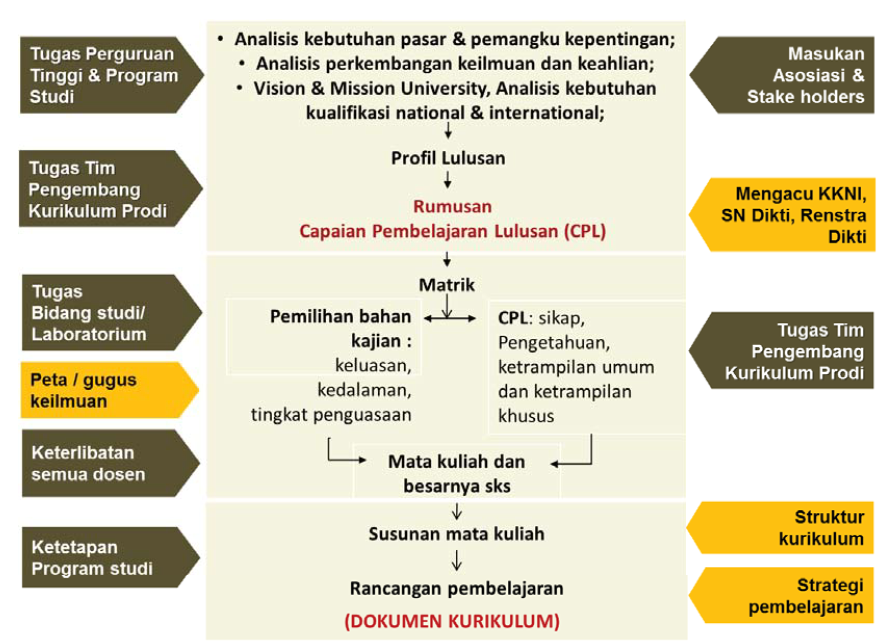 Tugas Perguruan
Tinggi & Program
Studi
• Analisis kebutuhan pasar & pemangku kepentingan;
• Analisis perkembangan keilmuan dan keahlian;
• Vision & Mission University, Analisis kebutuhan
kualifikasi national & international;
Masukan
Asosiasi &
Stake holders
Tugas Tim
Pengembang
Kurikulum Prodi
Profil Lulusan
Rumusan
Capaian Pembelajaran Lulusan (CPL)
Mengacu KKNI,
SN Dikti, Renstra
Dikti
Tugas
Bidang studi/
Laboratorium
Matrik
Pemilihan bahan
kajian :
keluasan,
kedalaman,
tingkat penguasaan
CPL: sikap,
Pengetahuan,
ketrampilan umum
dan ketrampilan
khusus
Tugas Tim
Pengembang
Kurikulum Prodi
Peta / gugus
keilmuan
Keterlibatan
semua dosen
Mata kuliah dan
besarnya sks
Ketetapan
Program studi
Susunan mata kuliah
Struktur
kurikulum
Rancangan pembelajaran
(DOKUMEN KURIKULUM)
Strategi
pembelajaran